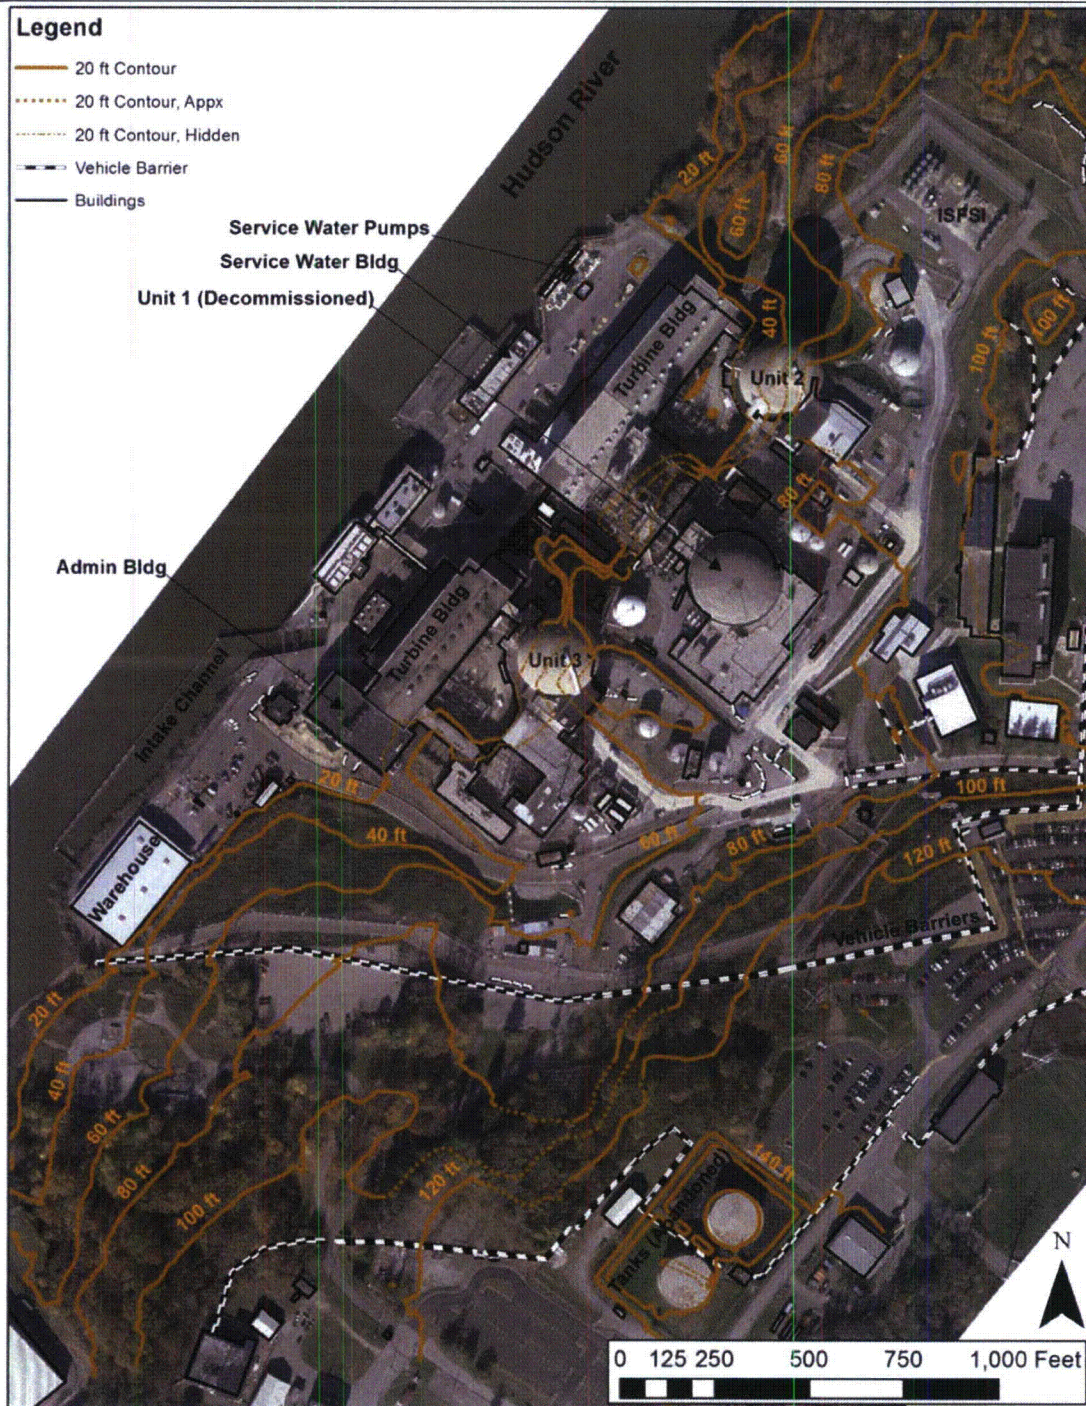 Legend
20 ft Contour
20 ft Contour, Appx
20 ft Contour, Hidden
Vehicle Barrier
Buildings
Hudson River
Service Water Pumps
Service Water Bldg
Unit 1 (Decommissioned)
20 ft
60 ft
60 ft
80 ft
ISFSI
40 ft
100 ft
100 ft
Turbine Bldg
Unit 2
80 ft
Admin Bldg
Turbine Bldg
Unit 3
Intake Channel
20 ft
40 ft
60 ft
80 ft
100 ft
120 ft
Warehouse
Vehicle Barriers
20 ft
40 ft
60 ft
80 ft
100 ft
120 ft
140 ft
Tanks (Abandoned)
N
0 125 250 500 750 1,000 Feet